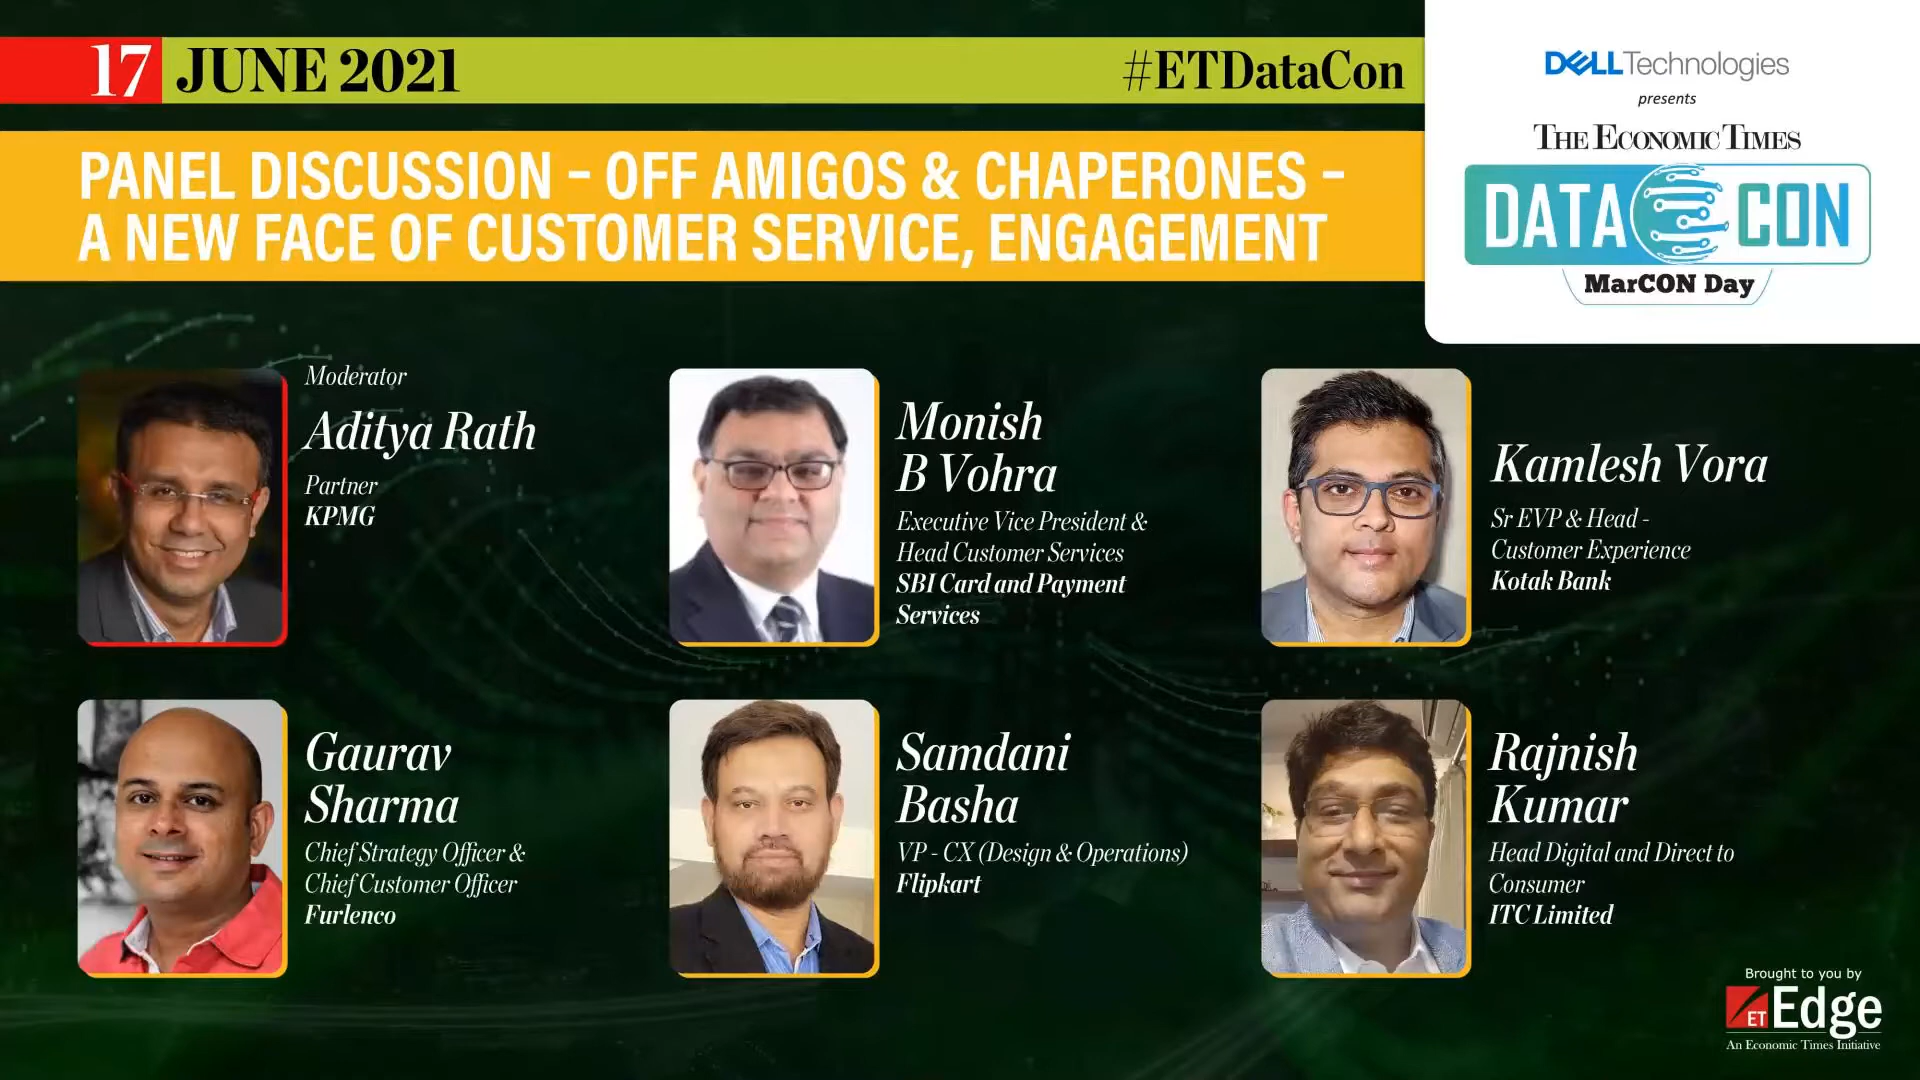 17 JUNE 2021
#ETDataCon
DELL Technologies
presents
THE ECONOMIC TIMES
DATA CON
MarCON Day
PANEL DISCUSSION – OFF AMIGOS & CHAPERONES –
A NEW FACE OF CUSTOMER SERVICE, ENGAGEMENT
Moderator
Aditya Rath
Partner
KPMG
Monish
B Vohra
Executive Vice President &
Head Customer Services
SBI Card and Payment
Services
Kamlesh Vora
Sr EVP & Head -
Customer Experience
Kotak Bank
Gaurav
Sharma
Chief Strategy Officer &
Chief Customer Officer
Furlenco
Samdani
Basha
VP - CX (Design & Operations)
Flipkart
Rajnish
Kumar
Head Digital and Direct to
Consumer
ITC Limited
Brought to you by
ET Edge
An Economic Times Initiative